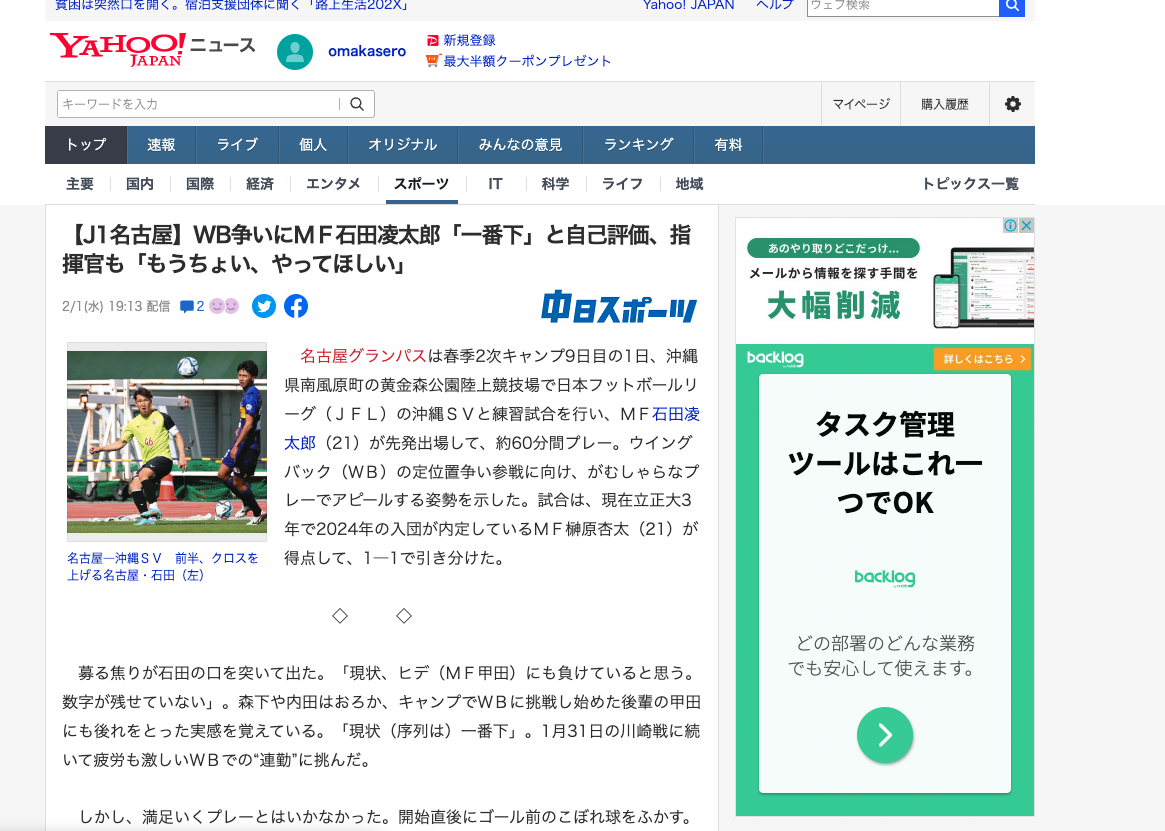 貧困は突然口を開く。宿泊支援団体に聞く「路上生活202X」
Yahoo! JAPAN ヘルプ ウェブ検索
YAHOO! JAPAN ニュース
omakasero
新規登録
最大半額クーポンプレゼント
キーワードを入力
マイページ 購入履歴
トップ 速報 ライブ 個人 オリジナル みんなの意見 ランキング 有料
主要 国内 国際 経済 エンタメ スポーツ IT 科学 ライフ 地域 トピックス一覧
【J1名古屋】WB争いにMＦ石田凌太郎「一番下」と自己評価、指
揮官も「もうちょい、やってほしい」
2/1(水) 19:13 配信 2
中日スポーツ
46
名古屋―沖縄ＳＶ　前半、クロスを
上げる名古屋・石田（左）
名古屋グランパスは春季2次キャンプ9日目の1日、沖縄
県南風原町の黄金森公園陸上競技場で日本フットボールリ
ーグ（ＪＦＬ）の沖縄ＳＶと練習試合を行い、ＭＦ石田凌
太郎（21）が先発出場して、約60分間プレー。ウイング
バック（ＷＢ）の定位置争い参戦に向け、がむしゃらなプ
レーでアピールする姿勢を示した。試合は、現在立正大3
年で2024年の入団が内定しているＭＦ榊原杏太（21）が
得点して、1―1で引き分けた。
◇　　　◇
募る焦りが石田の口を突いて出た。「現状、ヒデ（ＭＦ甲田）にも負けていると思う。
数字が残せていない」。森下や内田はおろか、キャンプでＷＢに挑戦し始めた後輩の甲田
にも後れをとった実感を覚えている。「現状（序列は）一番下」。1月31日の川崎戦に続
いて疲労も激しいＷＢでの“連勤”に挑んだ。
しかし、満足いくプレーとはいかなかった。開始直後にゴール前のこぼれ球をふかす。
あのやり取りどこだっけ…
メールから情報を探す手間を
大幅削減
backlog
詳しくはこちら
タスク管理
ツールはこれ一
つでOK
backlog
どの部署のどんな業務
でも安心して使えます。